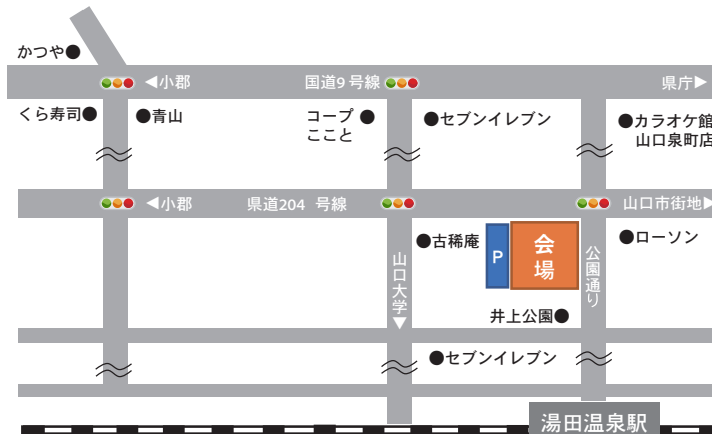 かつや●
◀小郡
国道9号線
県庁▶
くら寿司●
●青山
コープ●
ここと
●セブンイレブン
●カラオケ館
山口泉町店
◀小郡
県道204 号線
山口市街地▶
●古稀庵
P
会場
公園通り
●ローソン
山口大学▼
井上公園●
●セブンイレブン
湯田温泉駅